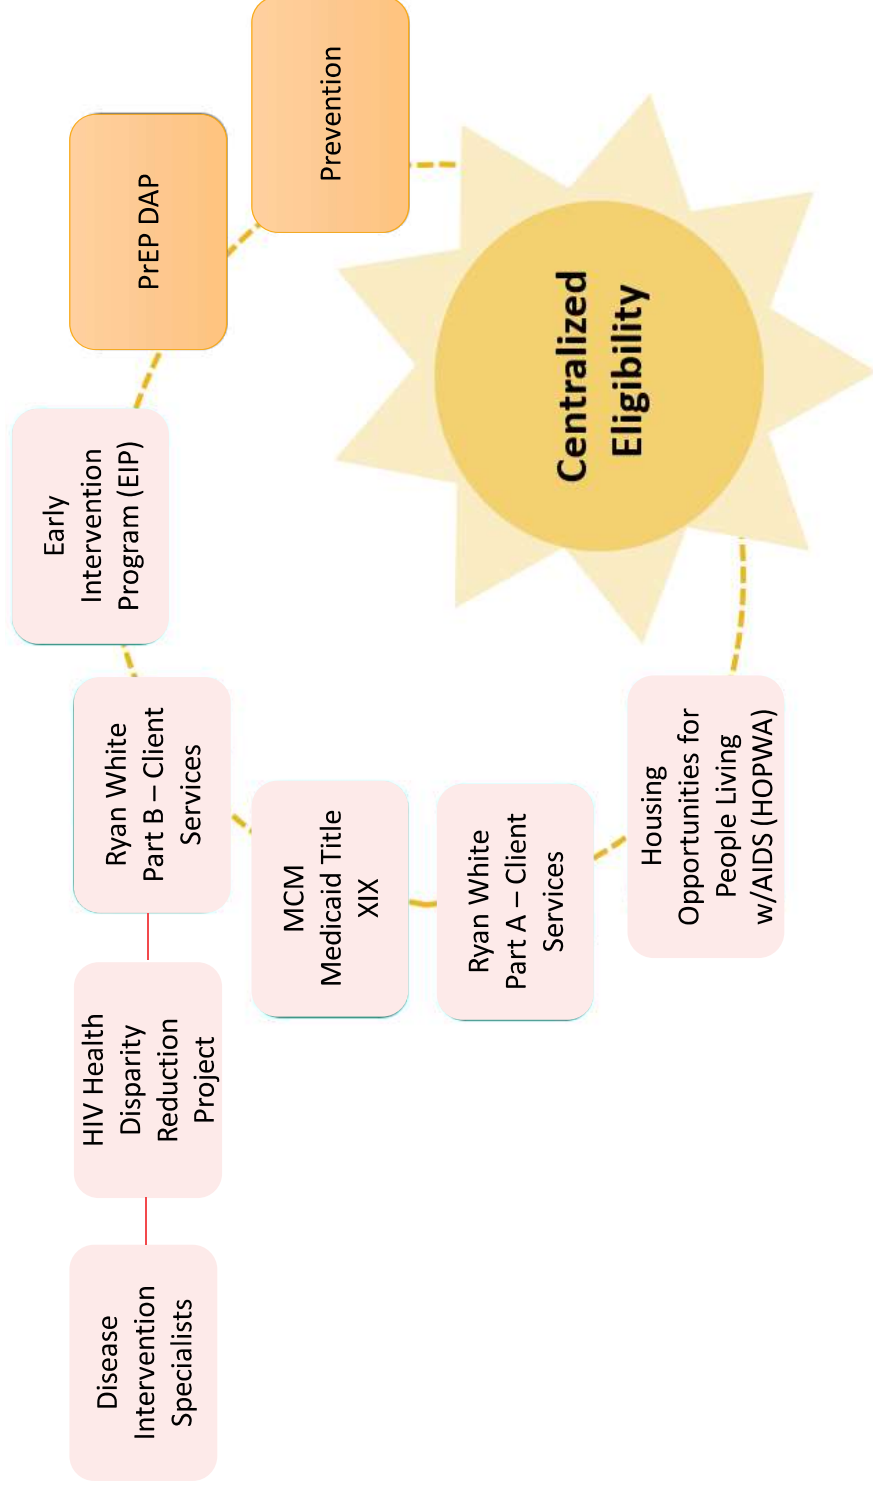 Early
Intervention
Program (EIP)
Disease
Intervention
Specialists
HIV Health
Disparity
Reduction
Project
Ryan White
Part B – Client
Services
PrEP DAP
MCM
Medicaid Title
XIX
Prevention
Ryan White
Part A – Client
Services
Centralized
Eligibility
Housing
Opportunities for
People Living
w/AIDS (HOPWA)